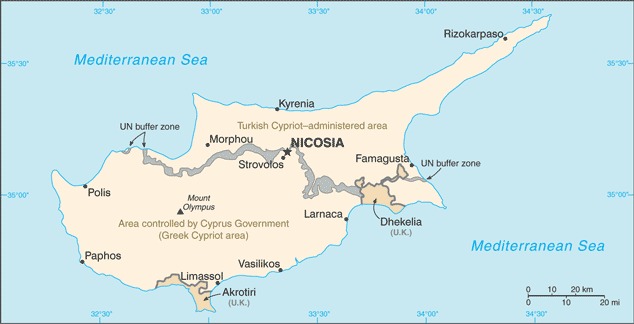 33°00'
33°30'
34°00'
Rizokarpaso
Mediterranean Sea
35°30'
35°30'
34°30'
Kyrenia
Turkish Cypriot–administered area
UN buffer zone
Morphou
NICOSIA
Strovolos
Famagusta
UN buffer zone
35°00'
35°00'
Polis
Mount
Olympus
Larnaca
Area controlled by Cyprus Government
(Greek Cypriot area)
Dhekelia
(U.K.)
Mediterranean Sea
Paphos
Vasilikos
Limassol
Akrotiri
(U.K.)
0 10 20 km
0 10 20 mi
32°30'
33°00'
33°30'
34°00'
34°30'